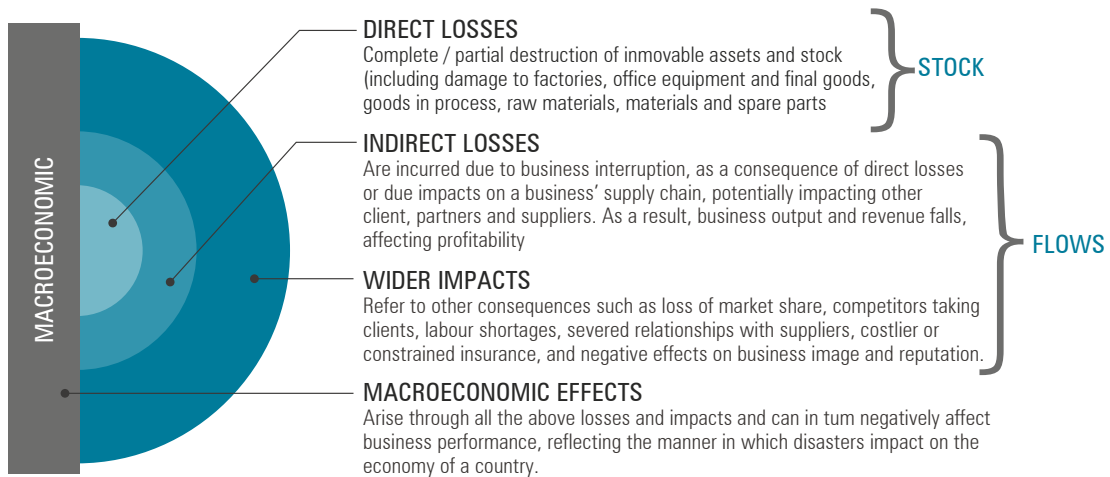 MACROECONOMIC
DIRECT LOSSES
Complete / partial destruction of inmovable assets and stock
(including damage to factories, office equipment and final goods,
goods in process, raw materials, materials and spare parts
STOCK
INDIRECT LOSSES
Are incurred due to business interruption, as a consequence of direct losses
or due impacts on a business’ supply chain, potentially impacting other
client, partners and suppliers. As a result, business output and revenue falls,
affecting profitability
FLOWS
WIDER IMPACTS
Refer to other consequences such as loss of market share, competitors taking
clients, labour shortages, severed relationships with suppliers, costlier or
constrained insurance, and negative effects on business image and reputation.
MACROECONOMIC EFFECTS
Arise through all the above losses and impacts and can in tum negatively affect
business performance, reflecting the manner in which disasters impact on the
economy of a country.